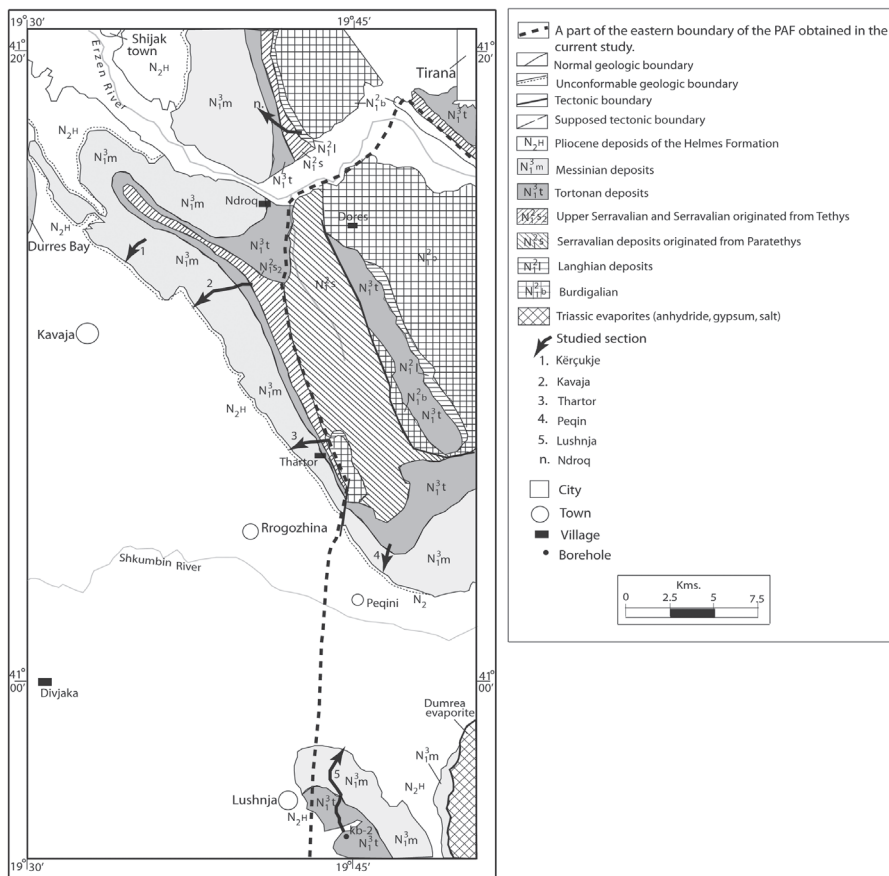 19° 30′
19° 45′
41° 20′
41° 20′
Shijak town
Erzen River
N₂H
N₂H
N₁³m
n.
N₁²b
Tirana
N₁³t
N₁²l
N₁²s
N₁³t
N₁³m
N₁³m
Ndroq
Dores
N₂H
Durres Bay
1
N₁³m
2
N₁³t
N₁²s₂
N₁²s
N₁³t
N₁²b
Kavaja
N₁³m
N₂H
N₁²l
N₁²b
N₁³t
3
Thartor
N₁³t
Rrogozhina
4
N₁³m
Shkumbin River
Peqini
N₂
41° 00′
41° 00′
Divjaka
Dumrea evaporite
N₁³m
N₂H
5
N₁³m
Lushnja
N₁³t
N₂H
kb-2
N₁³t
N₁³m
19° 30′
19° 45′
A part of the eastern boundary of the PAF obtained in the
current study.
Normal geologic boundary
Unconformable geologic boundary
Tectonic boundary
Supposed tectonic boundary
N₂H Pliocene deposids of the Helmes Formation
N₁³m Messinian deposits
N₁³t Tortonan deposits
N₁²s₂ Upper Serravalian and Serravalian originated from Tethys
N₁²s Serravalian deposits originated from Paratethys
N₁²l Langhian deposits
N₁²b Burdigalian
Triassic evaporites (anhydride, gypsum, salt)
Studied section
1. Kërçukje
2. Kavaja
3. Thartor
4. Peqin
5. Lushnja
n. Ndroq
City
Town
Village
Borehole
Kms.
0 2.5 5 7.5